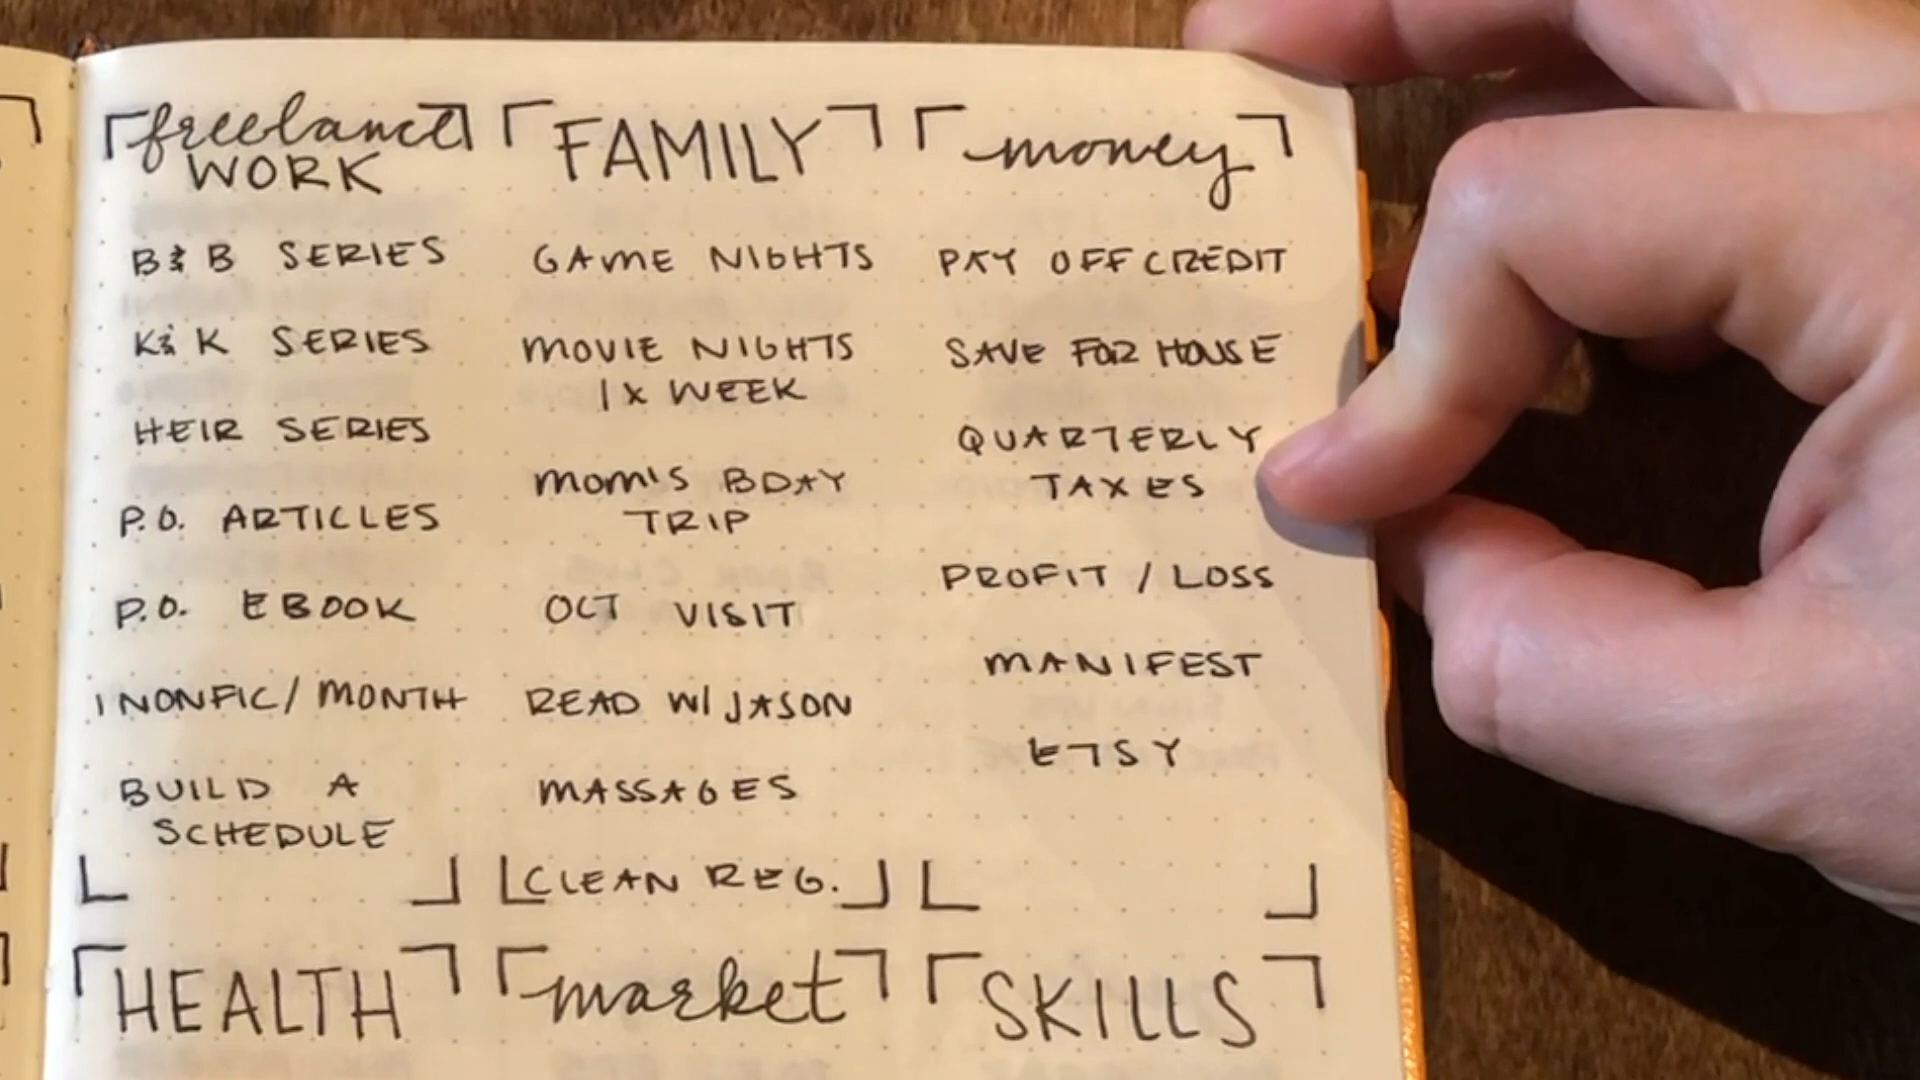 freelance
WORK
B & B SERIES
K & K SERIES
HEIR SERIES
P.O. ARTICLES
P.O. EBOOK
1 NONFIC/MONTH
BUILD A
SCHEDULE
FAMILY
GAME NIGHTS
MOVIE NIGHTS
1X WEEK
MOM'S BDAY
TRIP
OCT VISIT
READ W/ JASON
MASSAGES
CLEAN REG.
money
PAY OFF CREDIT
SAVE FOR HOUSE
QUARTERLY
TAXES
PROFIT / LOSS
MANIFEST
ETSY
HEALTH
market
SKILLS